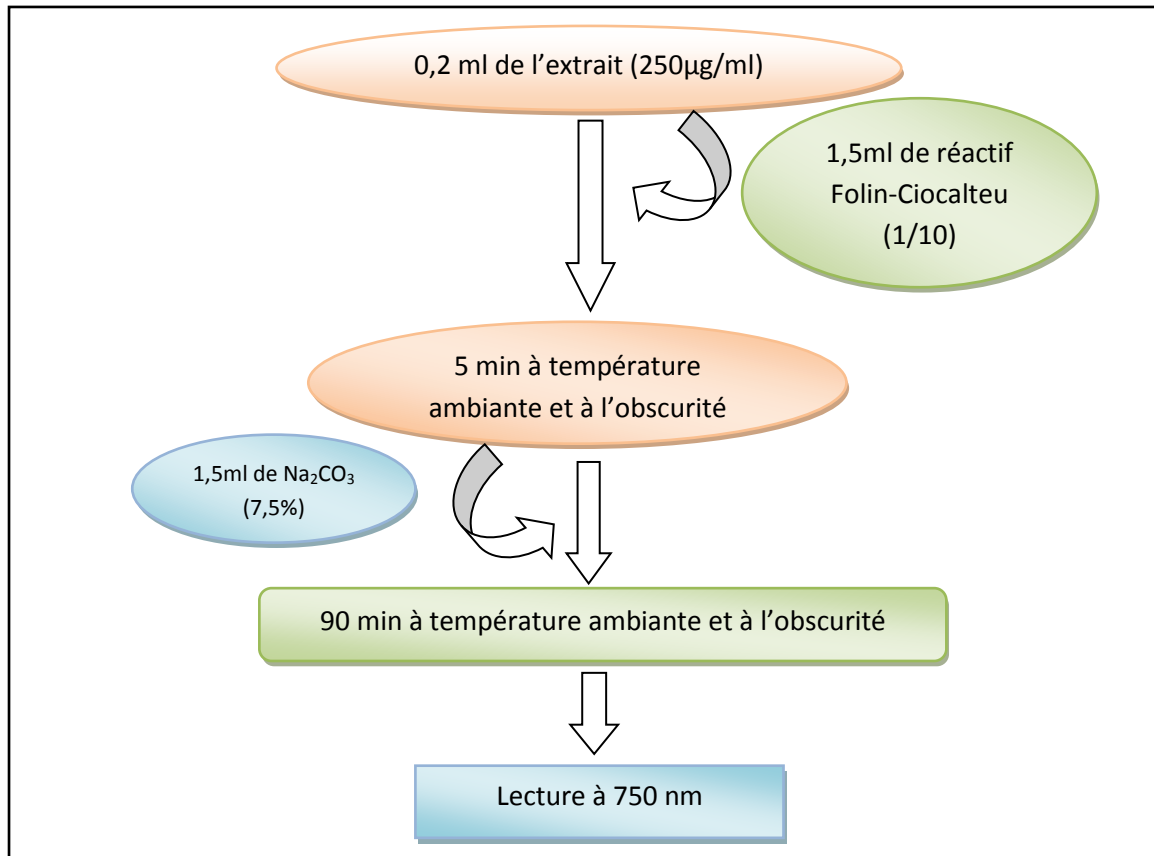 0,2 ml de l’extrait (250µg/ml)
1,5ml de réactif
Folin-Ciocalteu
(1/10)
5 min à température
ambiante et à l’obscurité
1,5ml de Na₂CO₃
(7,5%)
90 min à température ambiante et à l’obscurité
Lecture à 750 nm